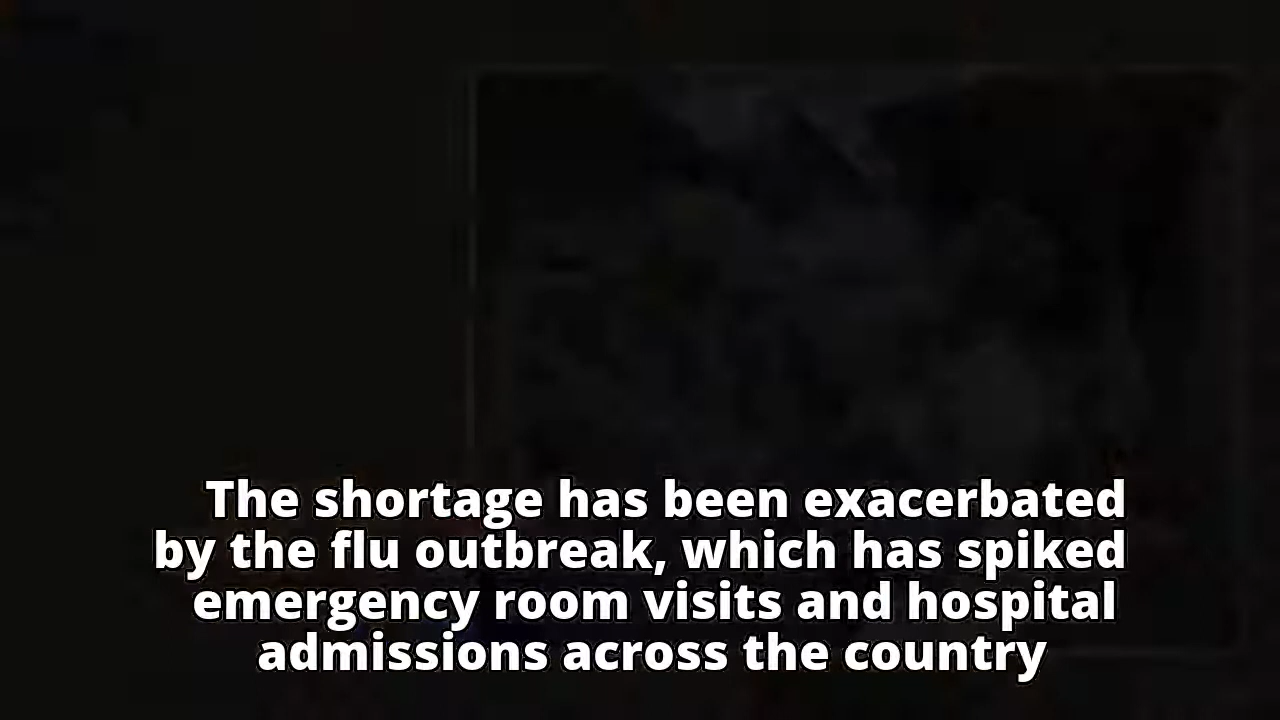 The shortage has been exacerbated
by the flu outbreak, which has spiked
emergency room visits and hospital
admissions across the country